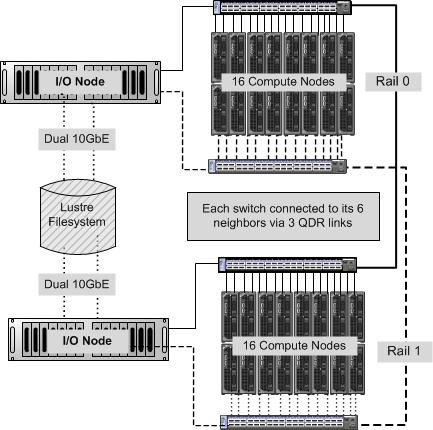 I/O Node
16 Compute Nodes
Rail 0
Dual 10GbE
Lustre
Filesystem
Each switch connected to its 6
neighbors via 3 QDR links
Dual 10GbE
I/O Node
16 Compute Nodes
Rail 1